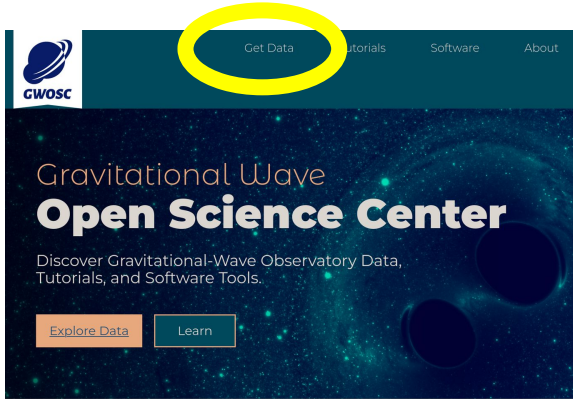 Get Data Tutorials Software About
GWOSC
Gravitational Wave
Open Science Center
Discover Gravitational-Wave Observatory Data,
Tutorials, and Software Tools.
Explore Data Learn